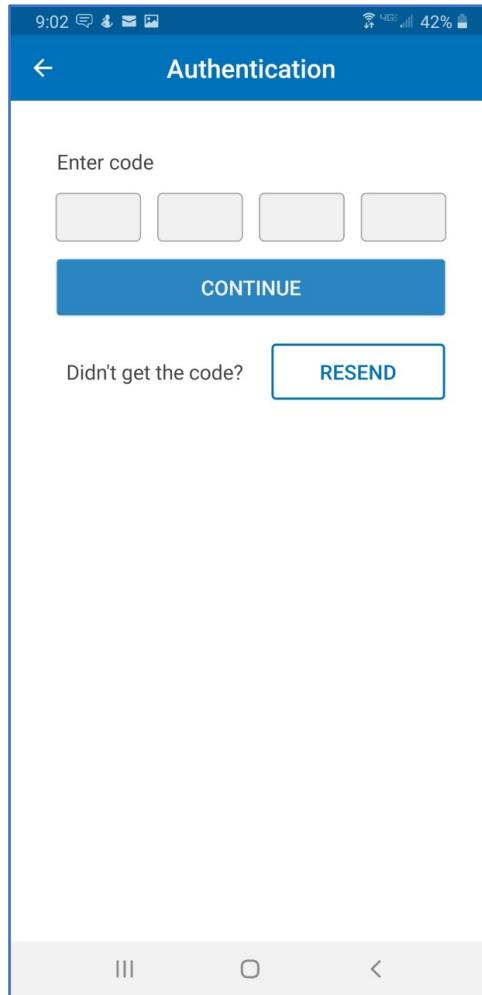 9:02 42%
Authentication
Enter code
CONTINUE
Didn't get the code? RESEND